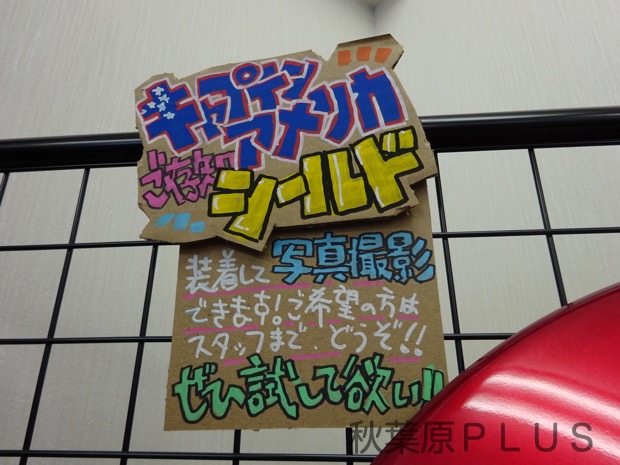 キャプテン
アメリカ
ご存知の
シールド
装着して写真撮影
できます!ご希望の方は
スタッフまで、どうぞ!!
ぜひ試して欲い!!
秋葉原PLUS